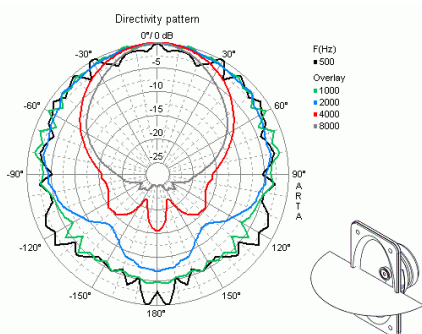 Directivity pattern
0°/ 0 dB
-30°
30°
-5
-10
-15
-20
-25
-60°
60°
-90°
90°
-120°
120°
-150°
150°
180°
F(Hz)
500
Overlay
1000
2000
4000
8000
A
R
T
A